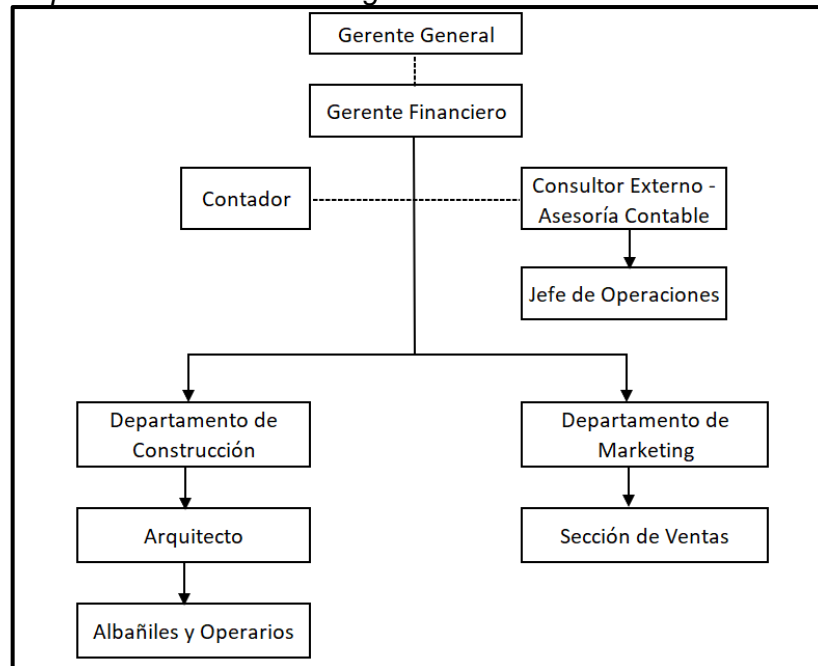 Gerente General
Gerente Financiero
Contador
Consultor Externo -
Asesoría Contable
Jefe de Operaciones
Departamento de
Construcción
Departamento de
Marketing
Arquitecto
Sección de Ventas
Albañiles y Operarios